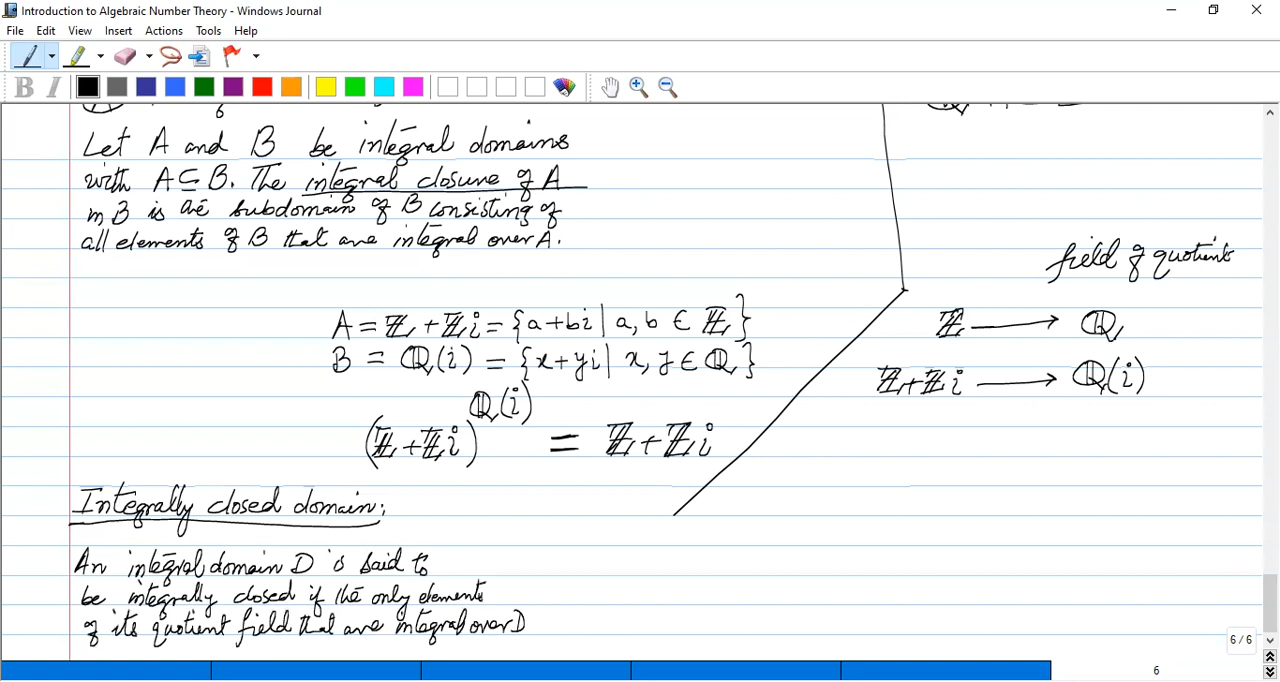 Introduction to Algebraic Number Theory - Windows Journal
File Edit View Insert Actions Tools Help
B I
Let A and B be integral domains
with A ⊆ B. The integral closure of A
in B is the subdomain of B consisting of
all elements of B that are integral over A.
A = ℤ + ℤi = {a+bi | a, b ∈ ℤ}
B = ℚ(i) = {x+yi | x, y ∈ ℚ}
(ℤ+ℤi)^ℚ(i) = ℤ+ℤi
field of quotients
ℤ ⟶ ℚ
ℤ+ℤi ⟶ ℚ(i)
Integrally closed domain:
An integral domain D is said to
be integrally closed if the only elements
of its quotient field that are integral over D
6 / 6
6